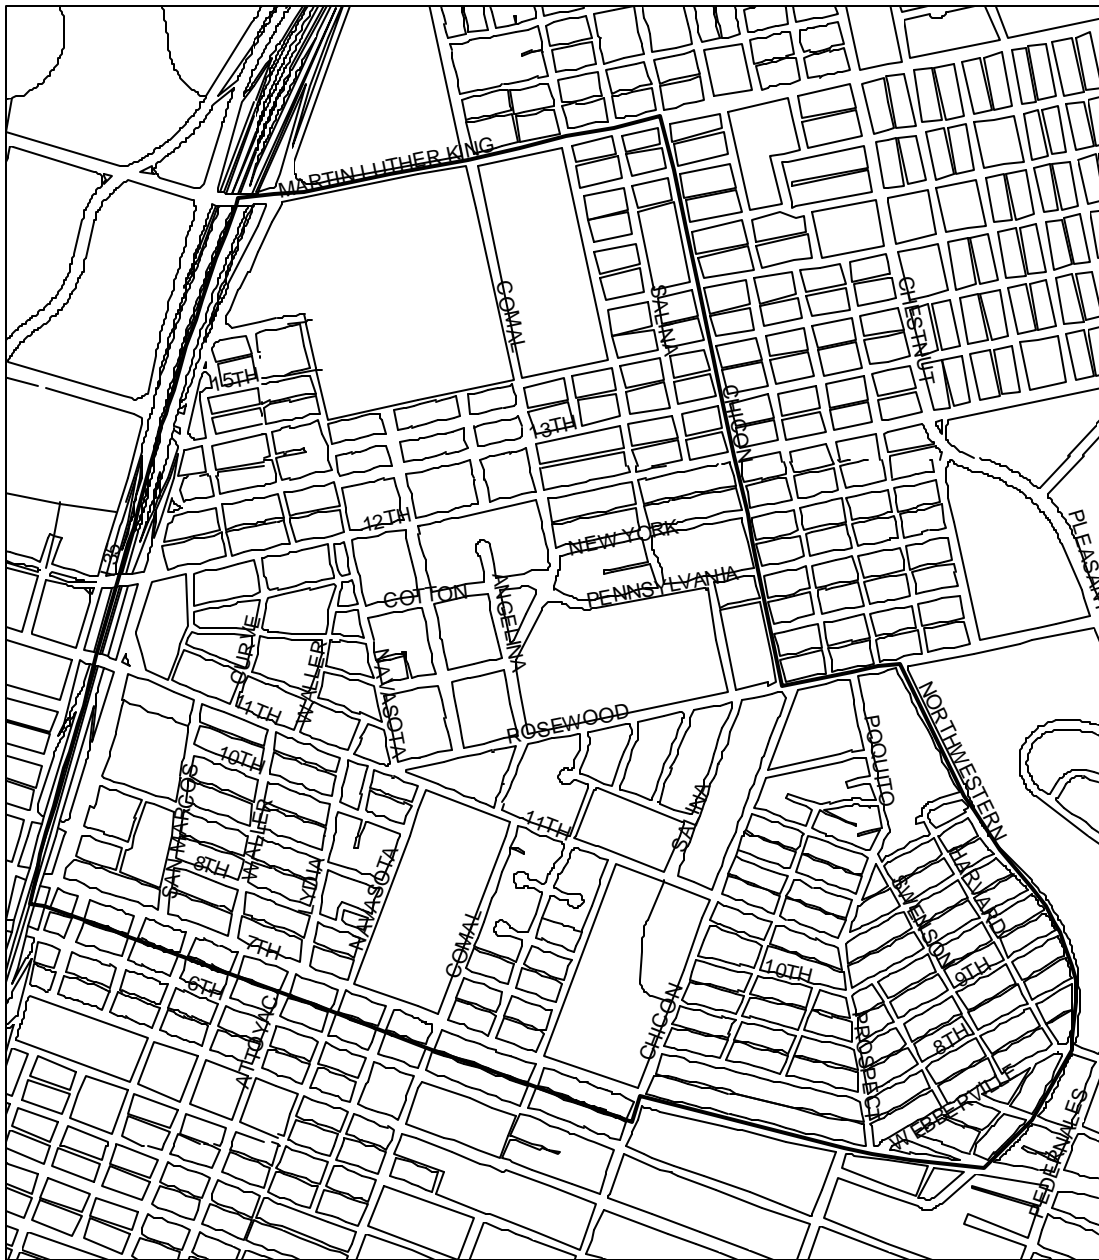 MARTIN LUTHER KING
COMAL
SALINA
CHESTNUT
15TH
CHICON
13TH
12TH
NEW YORK
PLEASANT
I-35
COTTON
ANGELINA
PENNSYLVANIA
CURVE
WALLER
NAVASOTA
11TH
ROSEWOOD
NORTHWESTERN
POQUITO
10TH
SAN MARCOS
WALLER
SALINA
11TH
8TH
LYDIA
NAVASOTA
HARVARD
SWENSON
COMAL
7TH
10TH
9TH
6TH
ATTOYAC
CHICON
PROSPECT
8TH
WEBBERVILLE
PEDERNALES